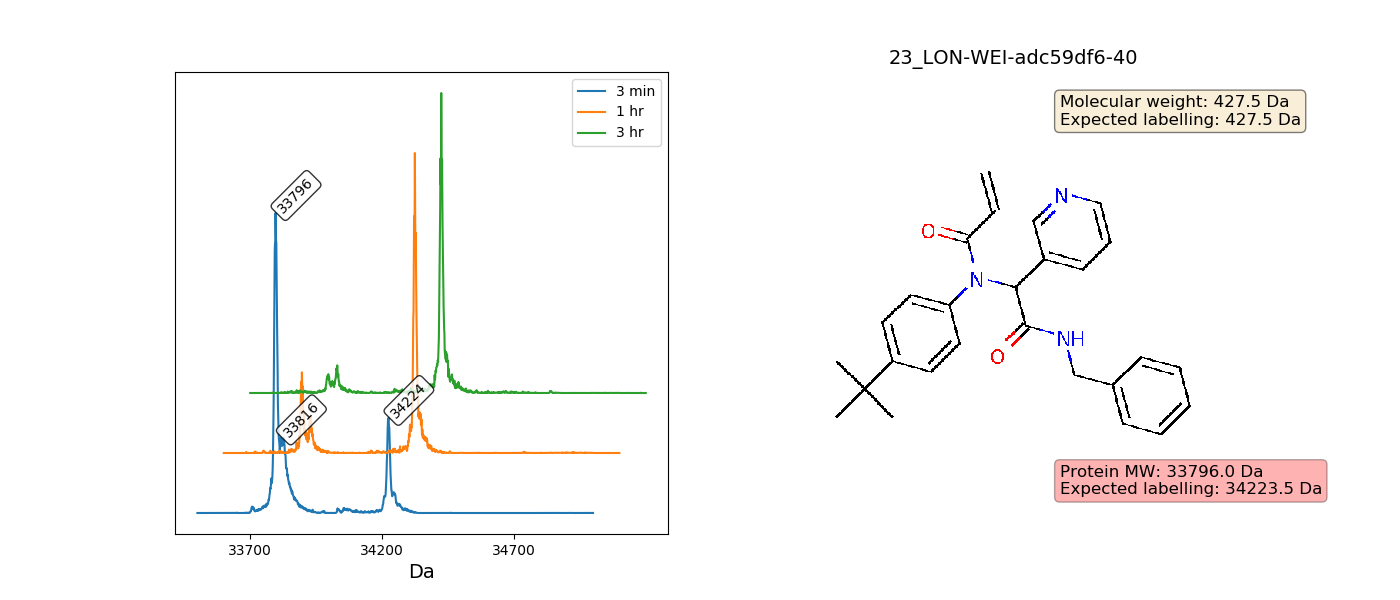 23_LON-WEI-adc59df6-40
3 min
1 hr
3 hr
Molecular weight: 427.5 Da
Expected labelling: 427.5 Da
33796
33816
34224
N
O
N
NH
O
Protein MW: 33796.0 Da
Expected labelling: 34223.5 Da
33700
34200
34700
Da